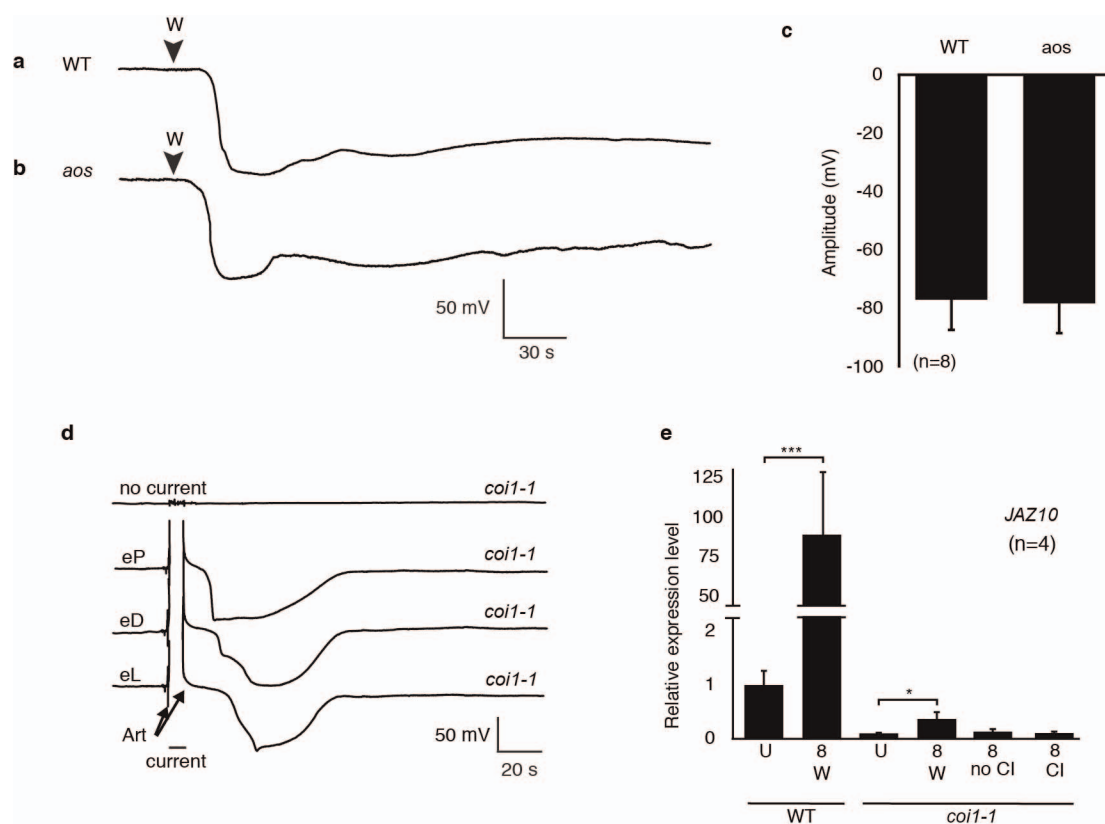 a
WT
W
b
aos
W
50 mV
30 s
c
WT
aos
0
-20
-40
-60
-80
-100
Amplitude (mV)
(n=8)
d
no current
coi1-1
eP
coi1-1
eD
coi1-1
eL
coi1-1
Art
current
50 mV
20 s
e
***
125
100
75
50
2
1
0
Relative expression level
JAZ10
(n=4)
*
U
8
W
U
8
W
8
no CI
8
CI
WT
coi1-1